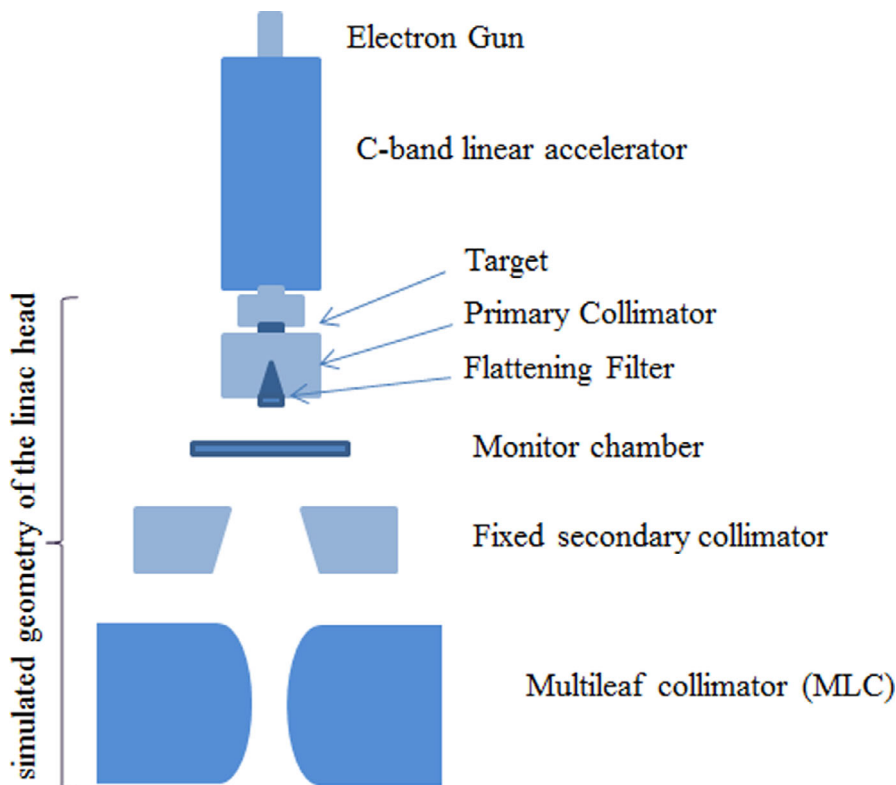 Electron Gun
C-band linear accelerator
Target
Primary Collimator
Flattening Filter
Monitor chamber
Fixed secondary collimator
Multileaf collimator (MLC)
simulated geometry of the linac head